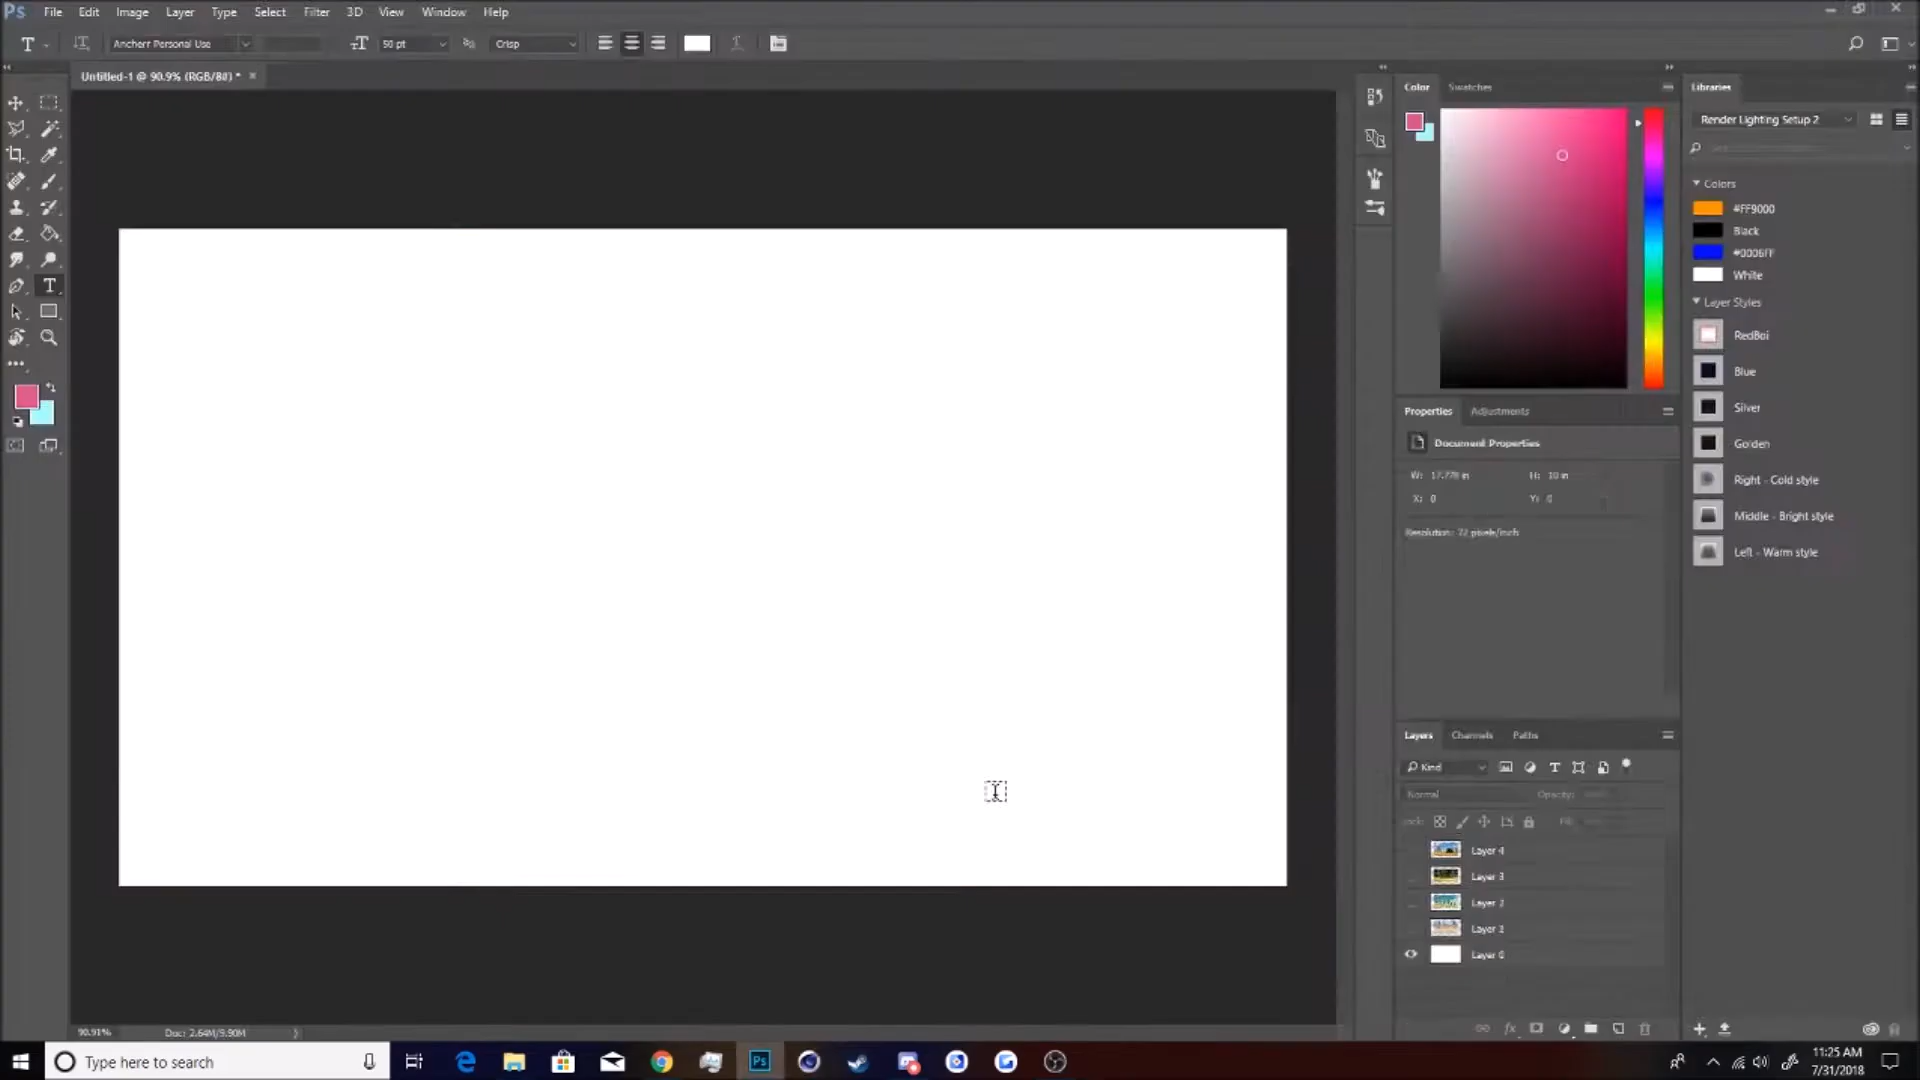 Ps File Edit Image Layer Type Select Filter 3D View Window Help
T Ancherr Personal Use 50 pt Crisp
Untitled-1 @ 90.9% (RGB/8#) *
Color Swatches
Libraries
Render Lighting Setup 2
Colors
#FF9000
Black
#0006FF
White
Layer Styles
RedBoi
Blue
Silver
Golden
Right - Cold style
Middle - Bright style
Left - Warm style
Properties Adjustments
Document Properties
W: 17.778 in H: 10 in
X: 0 Y: 0
Resolution: 72 pixels/inch
Layers Channels Paths
Kind
Normal Opacity:
Lock: Fill:
Layer 4
Layer 3
Layer 2
Layer 0
90.91% Doc: 2.64M/9.90M
Type here to search
Ps
11:25 AM
7/31/2018